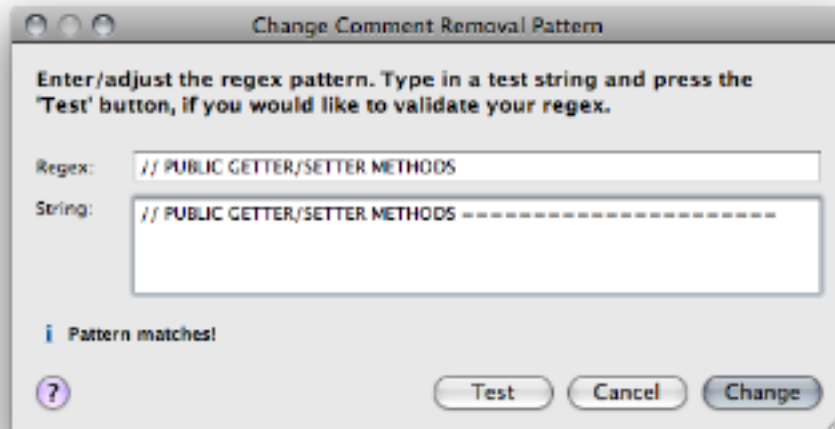 Change Comment Removal Pattern
Enter/adjust the regex pattern. Type in a test string and press the
'Test' button, if you would like to validate your regex.
Regex: // PUBLIC GETTER/SETTER METHODS
String: // PUBLIC GETTER/SETTER METHODS ======================
i Pattern matches!
? Test Cancel Change